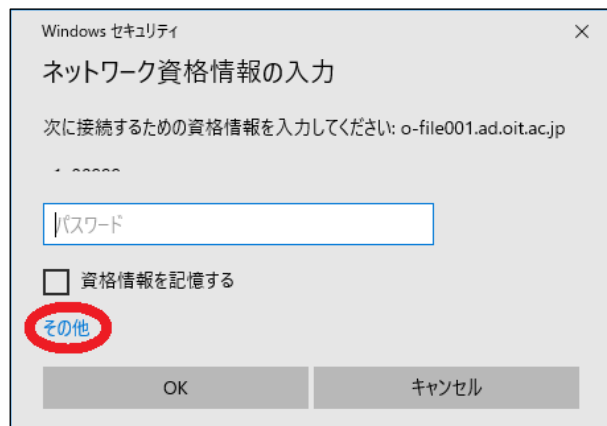 Windows セキュリティ
ネットワーク資格情報の入力
次に接続するための資格情報を入力してください: o-file001.ad.oit.ac.jp
パスワード
資格情報を記憶する
その他
OK
キャンセル